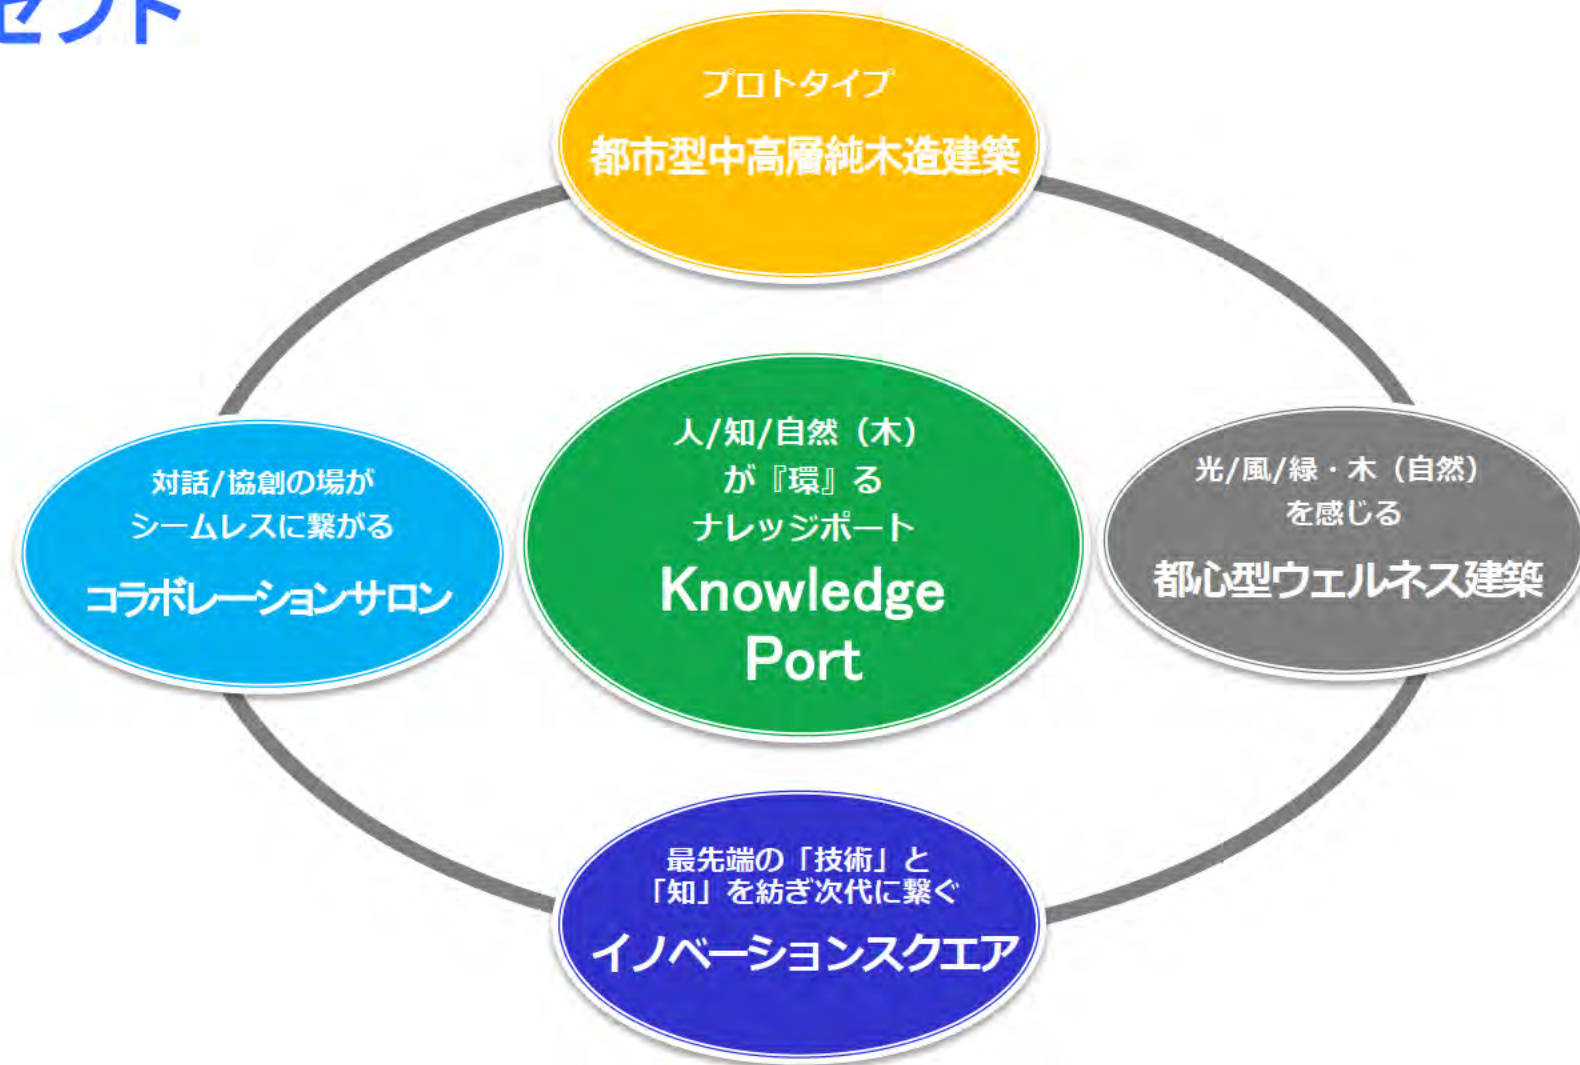 セプト
プロトタイプ
都市型中高層純木造建築
対話/協創の場が
シームレスに繋がる
コラボレーションサロン
人/知/自然（木）
が『環』る
ナレッジポート
Knowledge
Port
光/風/緑・木（自然）
を感じる
都心型ウェルネス建築
最先端の「技術」と
「知」を紡ぎ次代に繋ぐ
イノベーションスクエア